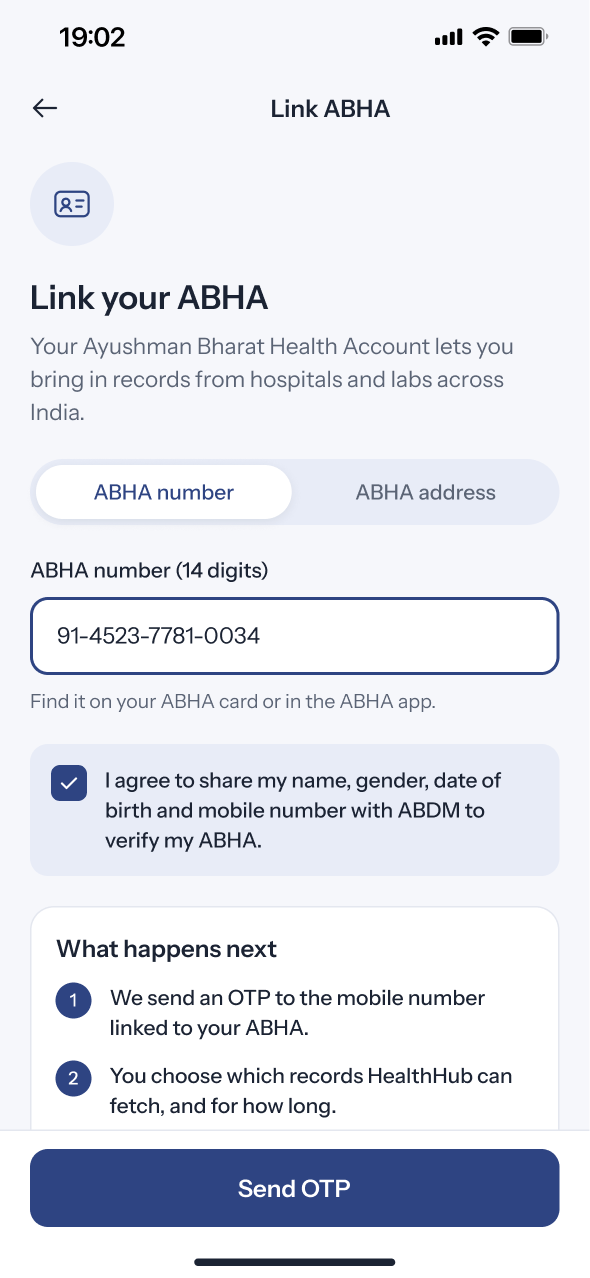 19:02
Link ABHA
Link your ABHA
Your Ayushman Bharat Health Account lets you
bring in records from hospitals and labs across
India.
ABHA number
ABHA address
ABHA number (14 digits)
91-4523-7781-0034
Find it on your ABHA card or in the ABHA app.
I agree to share my name, gender, date of
birth and mobile number with ABDM to
verify my ABHA.
What happens next
1 We send an OTP to the mobile number
linked to your ABHA.
2 You choose which records HealthHub can
fetch, and for how long.
Send OTP